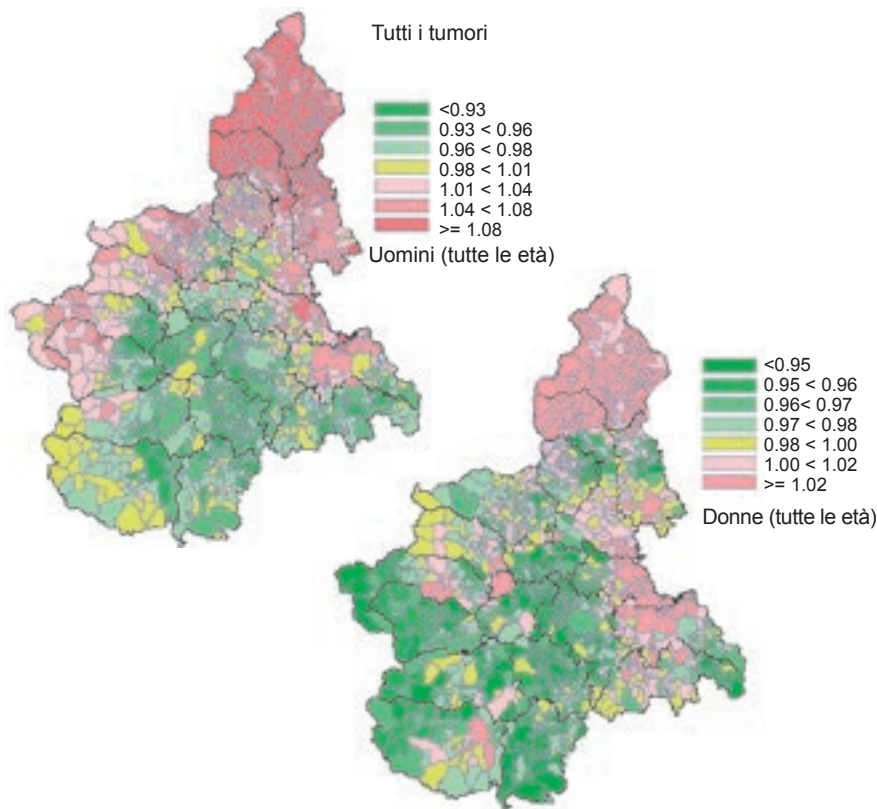 Tutti i tumori
<0.93
0.93 < 0.96
0.96 < 0.98
0.98 < 1.01
1.01 < 1.04
1.04 < 1.08
>= 1.08
Uomini (tutte le età)
<0.95
0.95 < 0.96
0.96< 0.97
0.97 < 0.98
0.98 < 1.00
1.00 < 1.02
>= 1.02
Donne (tutte le età)